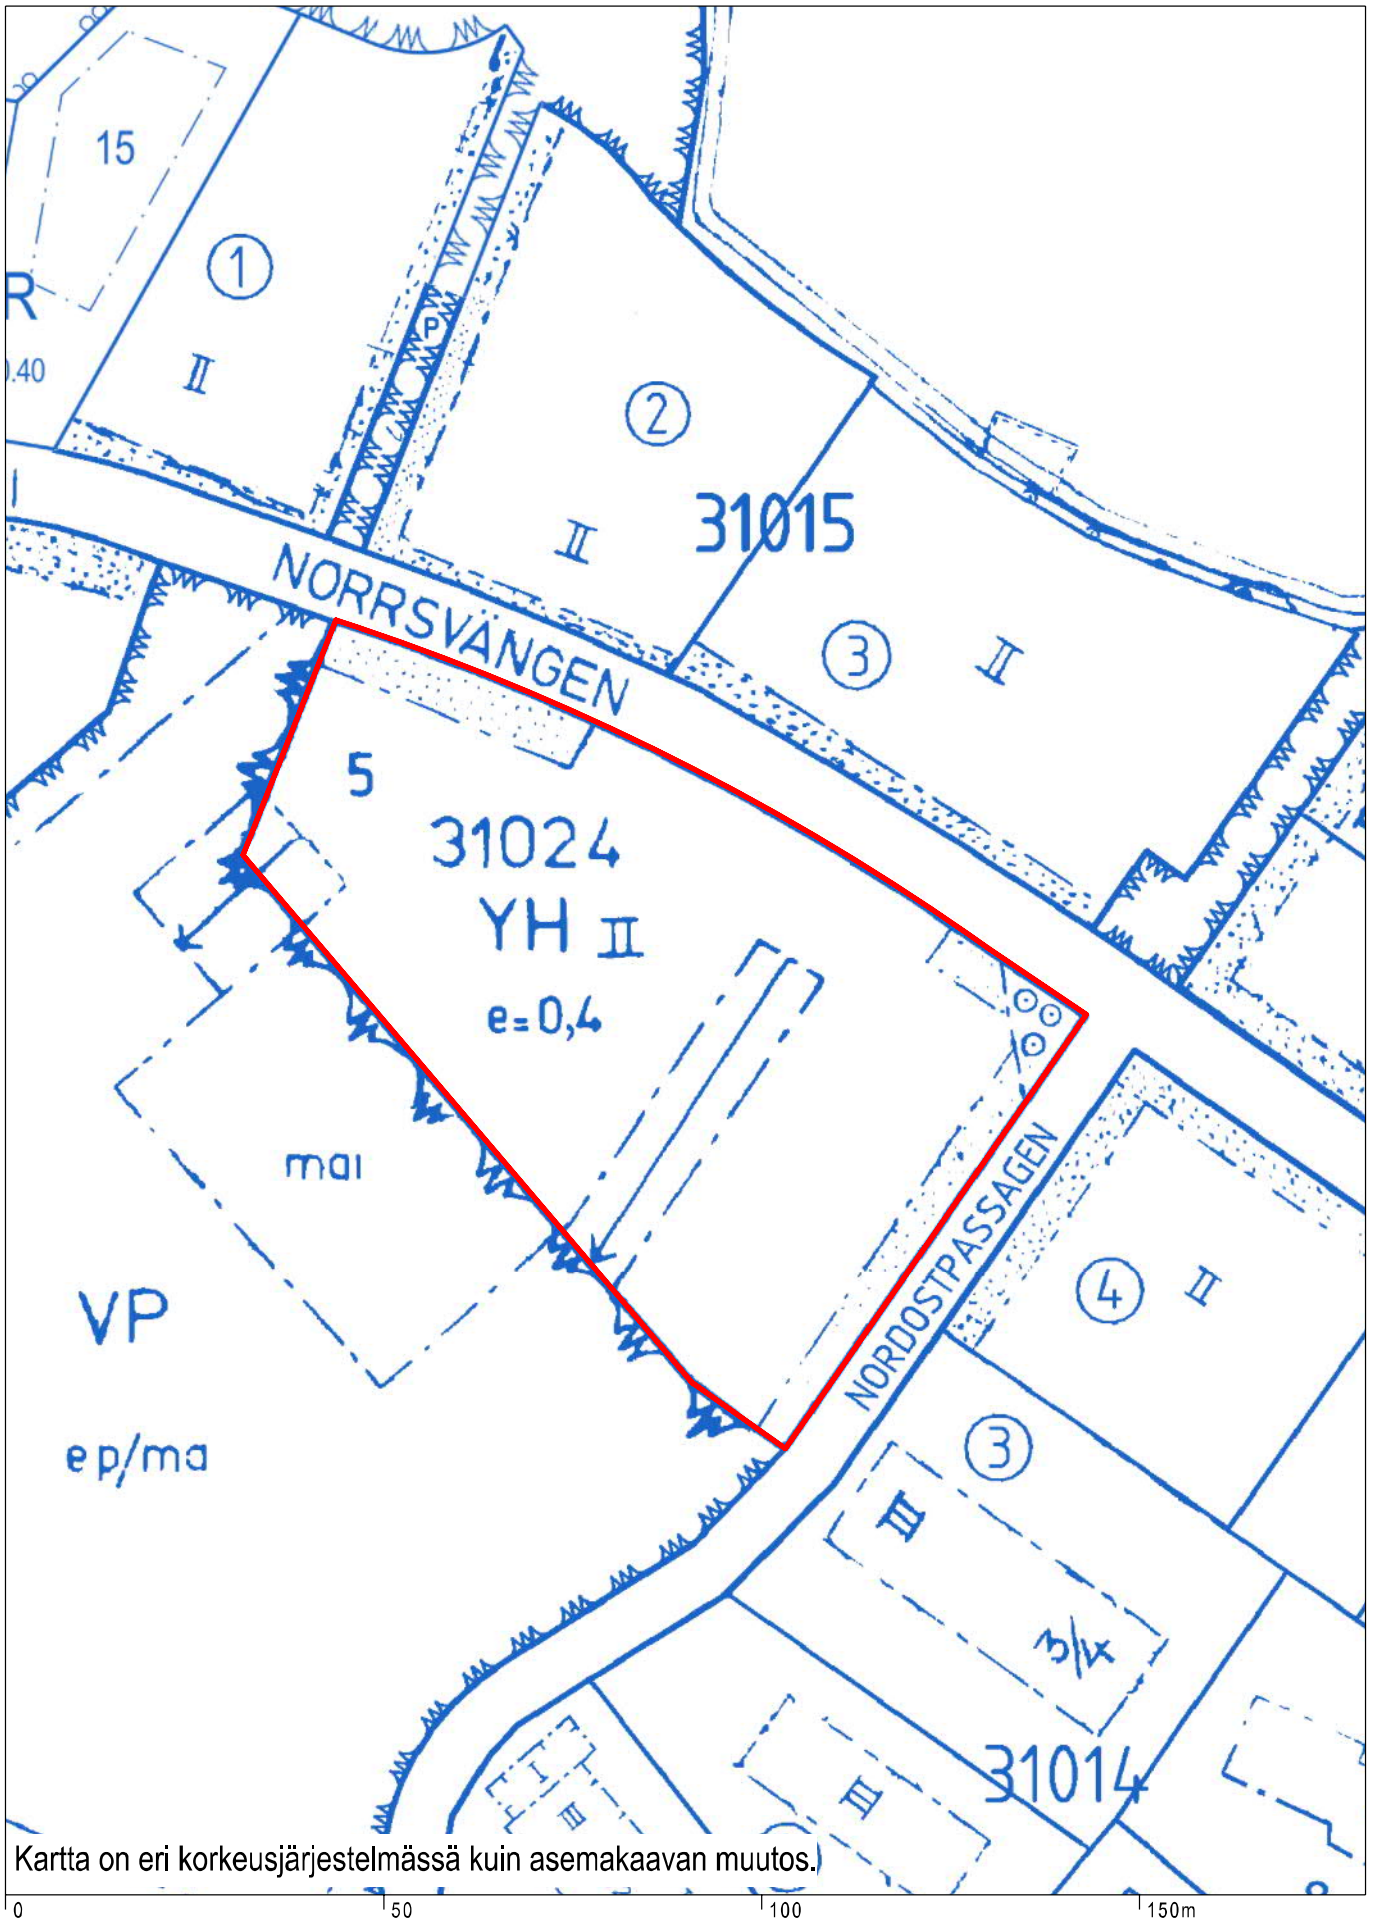 15
1
R
P
.40
II
2
31015
II
NORRSVÄNGEN
3
II
5
31024
YH II
e=0,4
mai
NORDOSTPASSAGEN
VP
4
II
3
ep/ma
III
3/4
31014
I
III
III
Kartta on eri korkeusjärjestelmässä kuin asemakaavan muutos.
0 50 100 150m